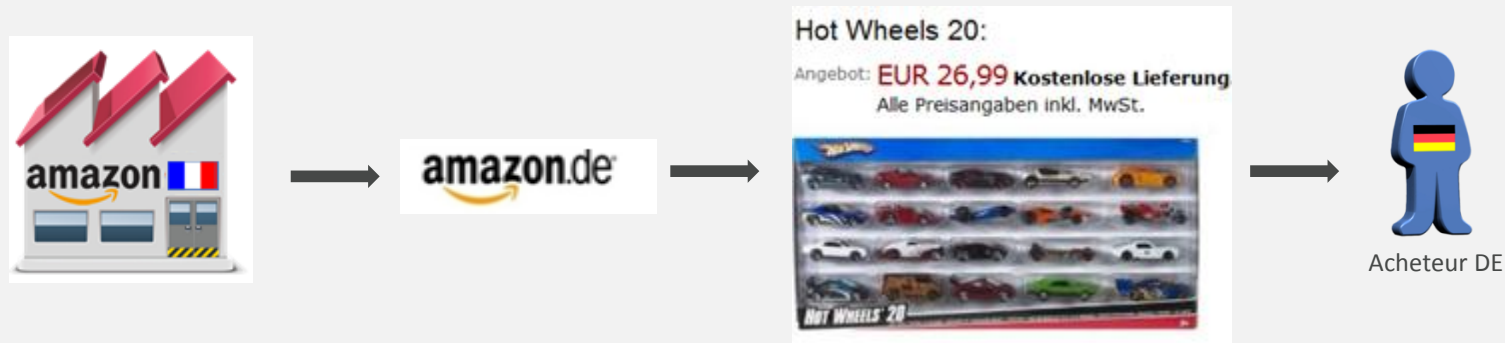 amazon
amazon.de
Hot Wheels 20:
Angebot: EUR 26,99 Kostenlose Lieferung
Alle Preisangaben inkl. MwSt.
Hot Wheels
HOT WHEELS 20
Acheteur DE